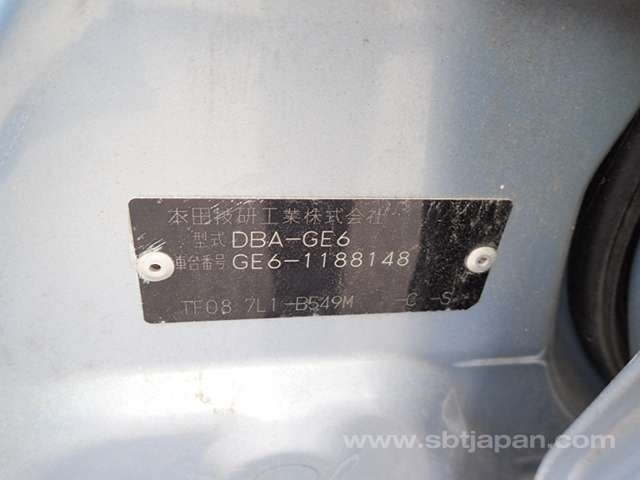 本田技研工業株式会社
型式 DBA-GE6
車台番号 GE6-1188148
TF08 7L1-B549M -C -S
www.sbtjapan.com